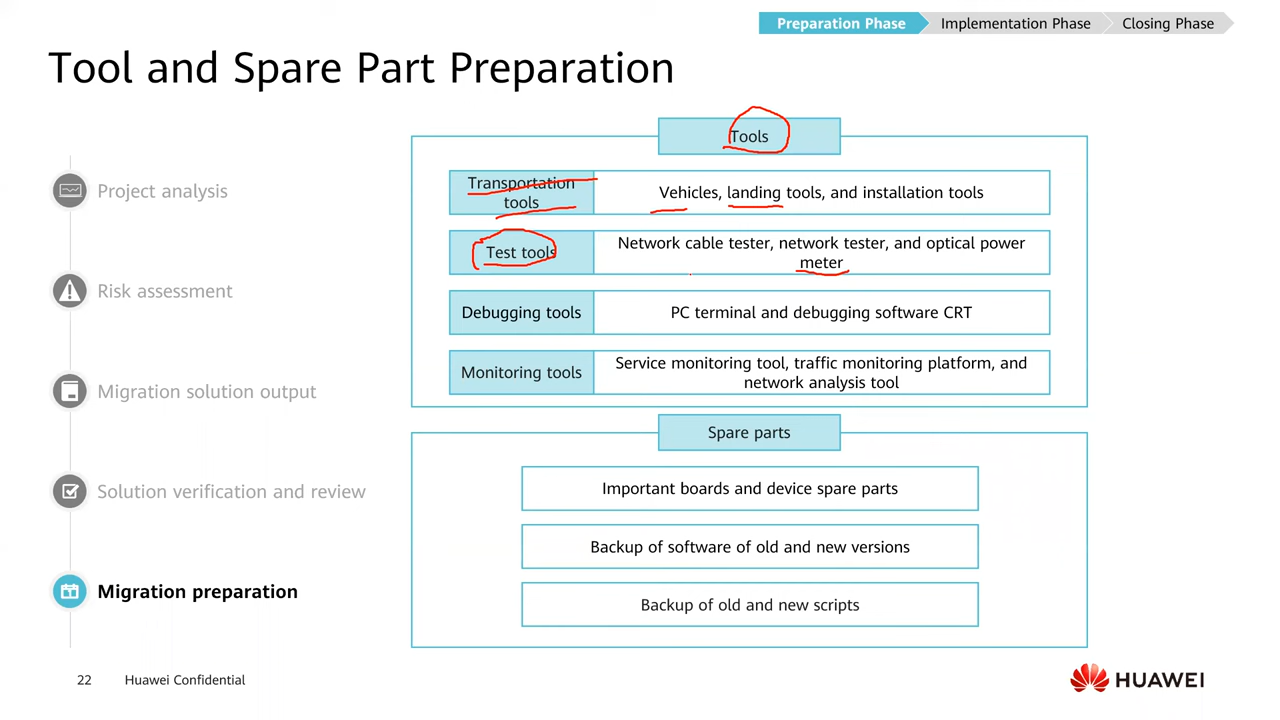 Preparation Phase
Implementation Phase
Closing Phase
Tool and Spare Part Preparation
Project analysis
Risk assessment
Migration solution output
Solution verification and review
Migration preparation
Tools
Transportation
tools
Vehicles, landing tools, and installation tools
Test tools
Network cable tester, network tester, and optical power
meter
Debugging tools
PC terminal and debugging software CRT
Monitoring tools
Service monitoring tool, traffic monitoring platform, and
network analysis tool
Spare parts
Important boards and device spare parts
Backup of software of old and new versions
Backup of old and new scripts
22
Huawei Confidential
HUAWEI